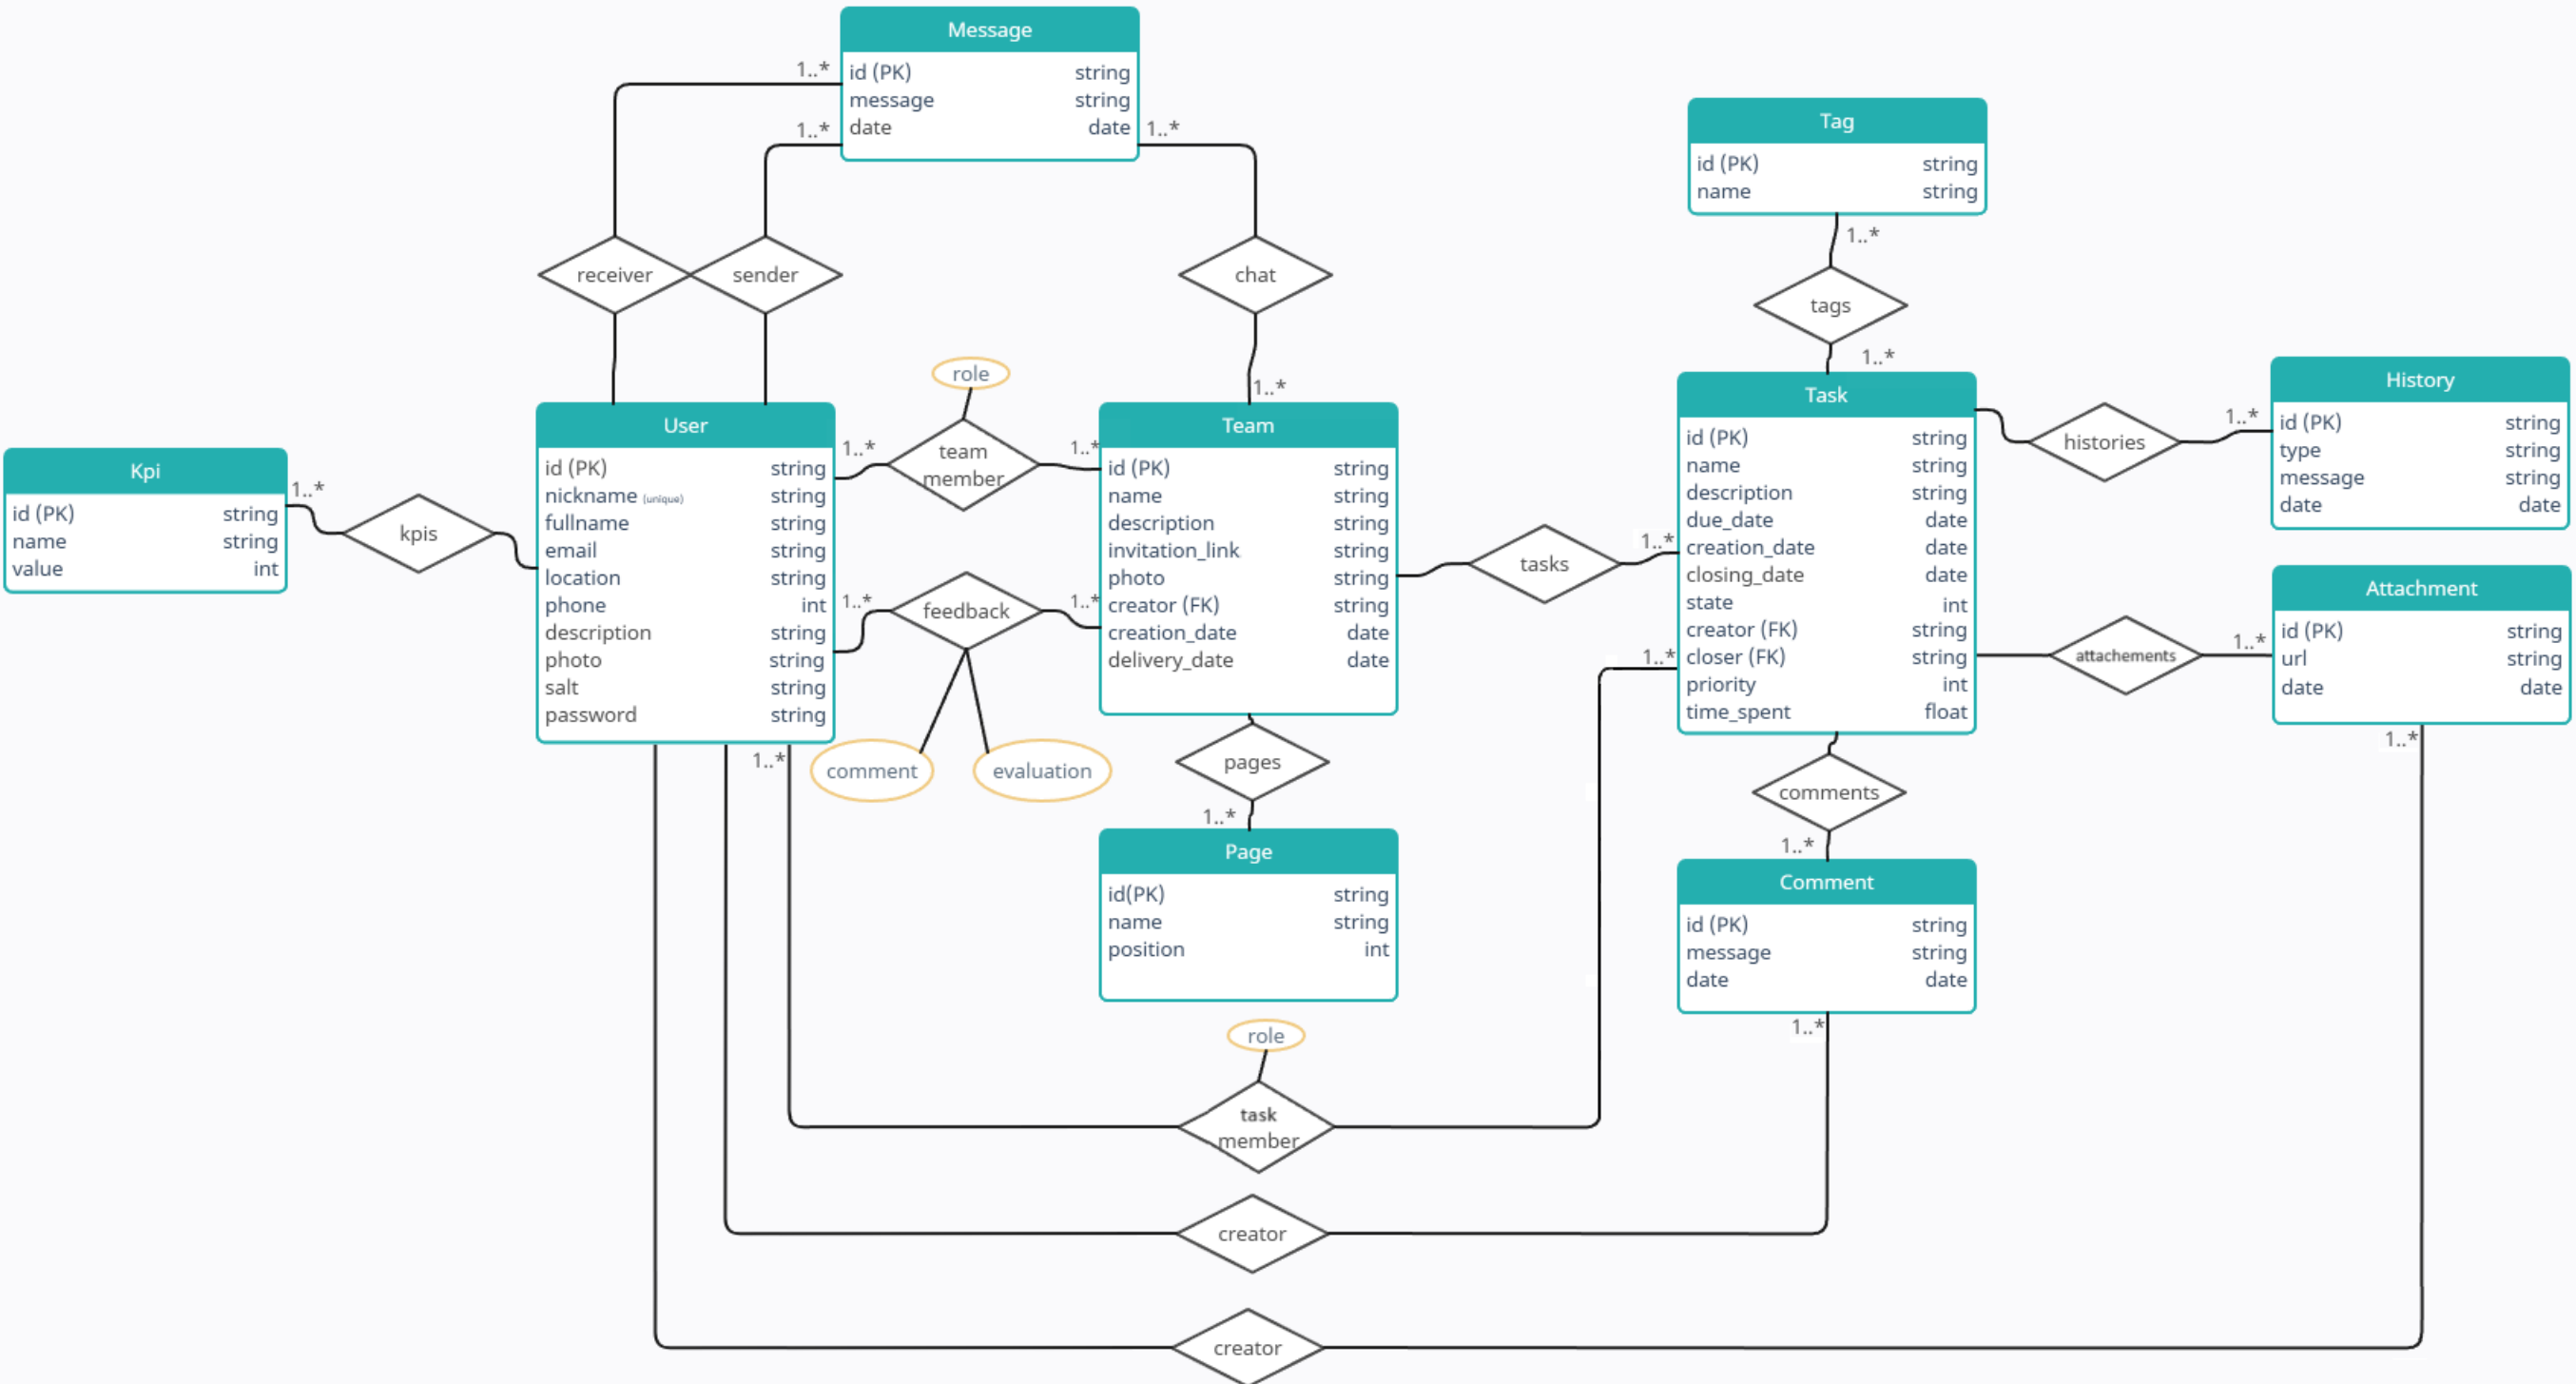 Message
1..*
id (PK) string
message string
1..*
date date
1..*
Tag
id (PK) string
name string
1..*
receiver
sender
chat
tags
1..*
1..*
role
History
id (PK) string
type string
message string
date date
1..*
histories
Task
id (PK) string
name string
description string
due_date date
creation_date date
closing_date date
state int
creator (FK) string
closer (FK) string
priority int
time_spent float
User
id (PK) string
nickname (unique) string
fullname string
email string
location string
phone int
description string
photo string
salt string
password string
1..*
team
member
1..*
Team
id (PK) string
name string
description string
invitation_link string
photo string
creator (FK) string
creation_date date
delivery_date date
Kpi
id (PK) string
name string
value int
1..*
kpis
tasks
1..*
1..*
feedback
1..*
Attachment
id (PK) string
url string
date date
attachements
1..*
1..*
1..*
1..*
comment
evaluation
pages
1..*
comments
1..*
Page
id(PK) string
name string
position int
Comment
id (PK) string
message string
date date
1..*
role
task
member
creator
creator